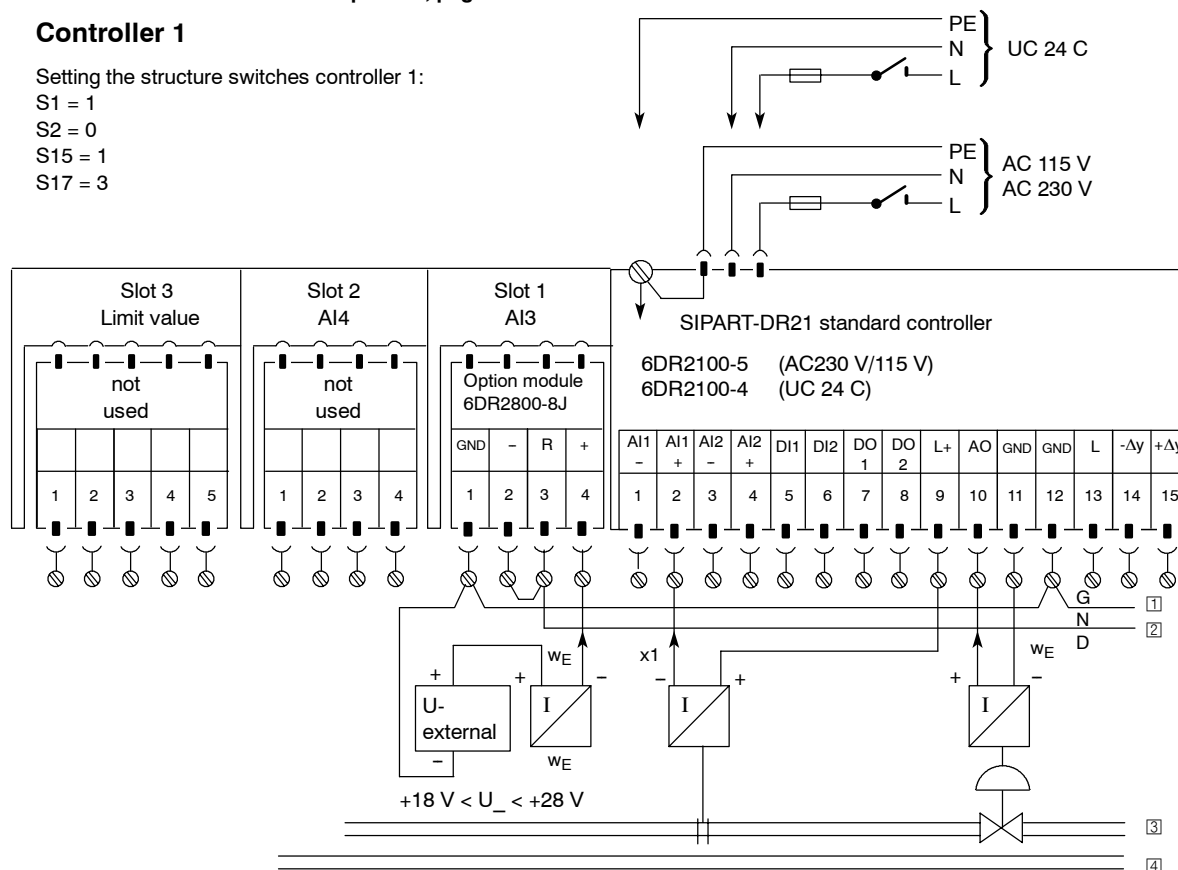 Controller 1
Setting the structure switches controller 1:
S1 = 1
S2 = 0
S15 = 1
S17 = 3
PE
N
L
UC 24 C
PE
N
L
AC 115 V
AC 230 V
Slot 3
Limit value
not
used
1 2 3 4 5
Slot 2
AI4
not
used
1 2 3 4
Slot 1
AI3
Option module
6DR2800-8J
GND − R +
1 2 3 4
SIPART-DR21 standard controller
6DR2100-5 (AC230 V/115 V)
6DR2100-4 (UC 24 C)
AI1 AI1 AI2 AI2 DI1 DI2 DO DO L+ AO GND GND L -Δy +Δy
− + − + 1 2
1 2 3 4 5 6 7 8 9 10 11 12 13 14 15
G
N
D
1
2
wE
x1
wE
+
+
−
−
+
+
−
U-
external
I
I
I
−
wE
+18 V < U_ < +28 V
3
4